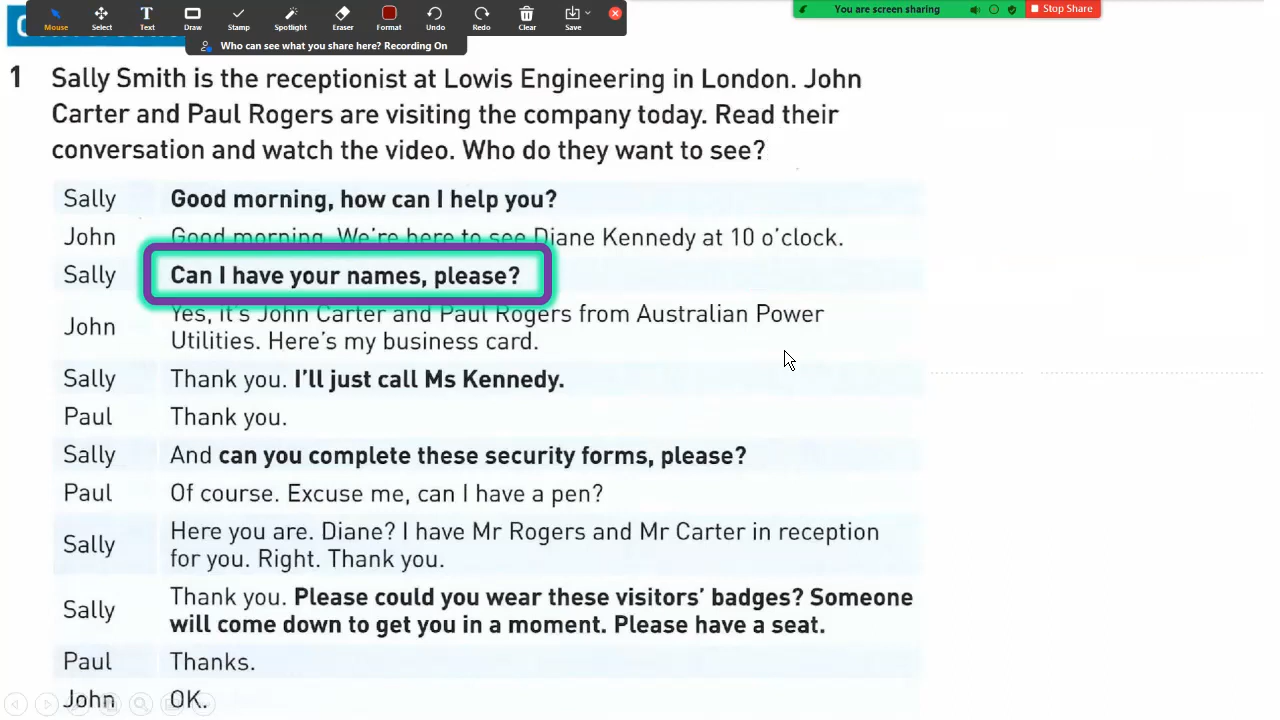 Mouse Select Text Draw Stamp Spotlight Eraser Format Undo Redo Clear Save
You are screen sharing Stop Share
Who can see what you share here? Recording On
1 Sally Smith is the receptionist at Lowis Engineering in London. John
Carter and Paul Rogers are visiting the company today. Read their
conversation and watch the video. Who do they want to see?
Sally Good morning, how can I help you?
John Good morning. We're here to see Diane Kennedy at 10 o'clock.
Sally Can I have your names, please?
John Yes, it's John Carter and Paul Rogers from Australian Power
Utilities. Here's my business card.
Sally Thank you. I'll just call Ms Kennedy.
Paul Thank you.
Sally And can you complete these security forms, please?
Paul Of course. Excuse me, can I have a pen?
Sally Here you are. Diane? I have Mr Rogers and Mr Carter in reception
for you. Right. Thank you.
Sally Thank you. Please could you wear these visitors' badges? Someone
will come down to get you in a moment. Please have a seat.
Paul Thanks.
John OK.